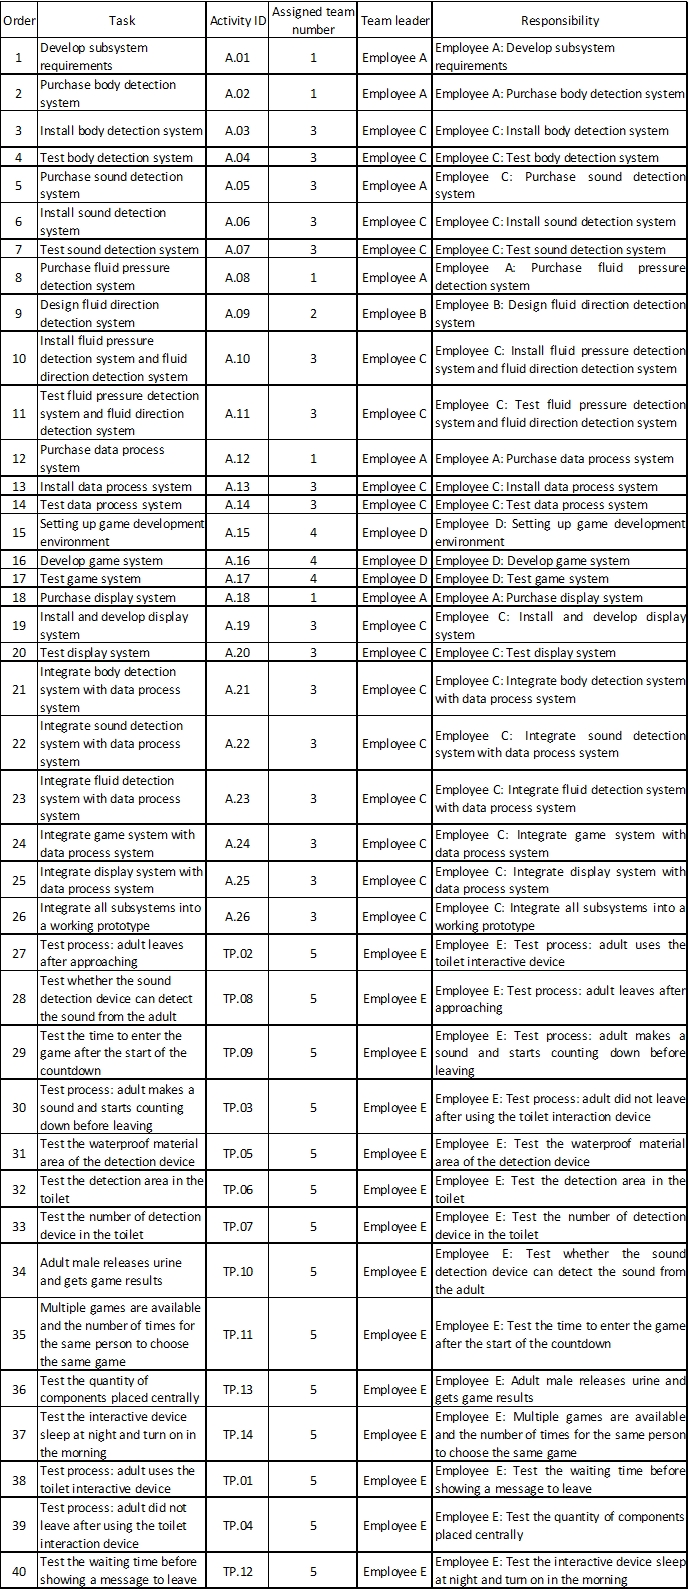 Order Task Activity ID Assigned team number Team leader Responsibility
1 Develop subsystem requirements A.01 1 Employee A Employee A: Develop subsystem requirements
2 Purchase body detection system A.02 1 Employee A Employee A: Purchase body detection system
3 Install body detection system A.03 3 Employee C Employee C: Install body detection system
4 Test body detection system A.04 3 Employee C Employee C: Test body detection system
5 Purchase sound detection system A.05 3 Employee A Employee C: Purchase sound detection system
6 Install sound detection system A.06 3 Employee C Employee C: Install sound detection system
7 Test sound detection system A.07 3 Employee C Employee C: Test sound detection system
8 Purchase fluid pressure detection system A.08 1 Employee A Employee A: Purchase fluid pressure detection system
9 Design fluid direction detection system A.09 2 Employee B Employee B: Design fluid direction detection system
10 Install fluid pressure detection system and fluid direction detection system A.10 3 Employee C Employee C: Install fluid pressure detection system and fluid direction detection system
11 Test fluid pressure detection system and fluid direction detection system A.11 3 Employee C Employee C: Test fluid pressure detection system and fluid direction detection system
12 Purchase data process system A.12 1 Employee A Employee A: Purchase data process system
13 Install data process system A.13 3 Employee C Employee C: Install data process system
14 Test data process system A.14 3 Employee C Employee C: Test data process system
15 Setting up game development environment A.15 4 Employee D Employee D: Setting up game development environment
16 Develop game system A.16 4 Employee D Employee D: Develop game system
17 Test game system A.17 4 Employee D Employee D: Test game system
18 Purchase display system A.18 1 Employee A Employee A: Purchase display system
19 Install and develop display system A.19 3 Employee C Employee C: Install and develop display system
20 Test display system A.20 3 Employee C Employee C: Test display system
21 Integrate body detection system with data process system A.21 3 Employee C Employee C: Integrate body detection system with data process system
22 Integrate sound detection system with data process system A.22 3 Employee C Employee C: Integrate sound detection system with data process system
23 Integrate fluid detection system with data process system A.23 3 Employee C Employee C: Integrate fluid detection system with data process system
24 Integrate game system with data process system A.24 3 Employee C Employee C: Integrate game system with data process system
25 Integrate display system with data process system A.25 3 Employee C Employee C: Integrate display system with data process system
26 Integrate all subsystems into a working prototype A.26 3 Employee C Employee C: Integrate all subsystems into a working prototype
27 Test process: adult leaves after approaching TP.02 5 Employee E Employee E: Test process: adult uses the toilet interactive device
28 Test whether the sound detection device can detect the sound from the adult TP.08 5 Employee E Employee E: Test process: adult leaves after approaching
29 Test the time to enter the game after the start of the countdown TP.09 5 Employee E Employee E: Test process: adult makes a sound and starts counting down before leaving
30 Test process: adult makes a sound and starts counting down before leaving TP.03 5 Employee E Employee E: Test process: adult did not leave after using the toilet interaction device
31 Test the waterproof material area of the detection device TP.05 5 Employee E Employee E: Test the waterproof material area of the detection device
32 Test the detection area in the toilet TP.06 5 Employee E Employee E: Test the detection area in the toilet
33 Test the number of detection device in the toilet TP.07 5 Employee E Employee E: Test the number of detection device in the toilet
34 Adult male releases urine and gets game results TP.10 5 Employee E Employee E: Test whether the sound detection device can detect the sound from the adult
35 Multiple games are available and the number of times for the same person to choose the same game TP.11 5 Employee E Employee E: Test the time to enter the game after the start of the countdown
36 Test the quantity of components placed centrally TP.13 5 Employee E Employee E: Adult male releases urine and gets game results
37 Test the interactive device sleep at night and turn on in the morning TP.14 5 Employee E Employee E: Multiple games are available and the number of times for the same person to choose the same game
38 Test process: adult uses the toilet interactive device TP.01 5 Employee E Employee E: Test the waiting time before showing a message to leave
39 Test process: adult did not leave after using the toilet interaction device TP.04 5 Employee E Employee E: Test the quantity of components placed centrally
40 Test the waiting time before showing a message to leave TP.12 5 Employee E Employee E: Test the interactive device sleep at night and turn on in the morning